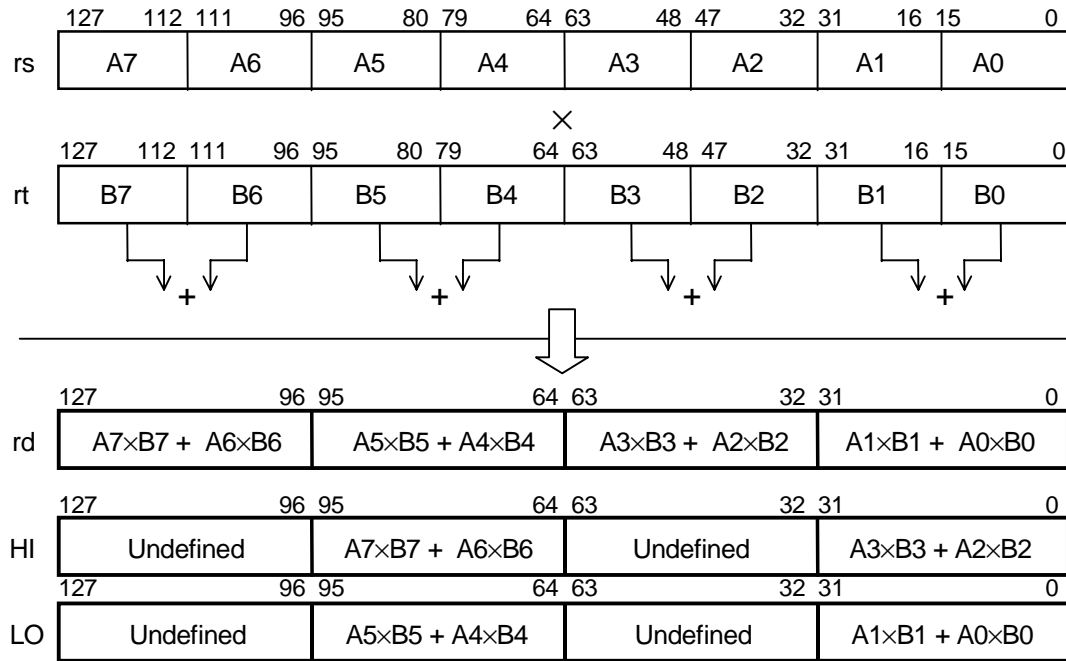 127 112 111 96 95 80 79 64 63 48 47 32 31 16 15 0
rs A7 A6 A5 A4 A3 A2 A1 A0
×
127 112 111 96 95 80 79 64 63 48 47 32 31 16 15 0
rt B7 B6 B5 B4 B3 B2 B1 B0
+ + + +
127 96 95 64 63 32 31 0
rd A7×B7 + A6×B6 A5×B5 + A4×B4 A3×B3 + A2×B2 A1×B1 + A0×B0
127 96 95 64 63 32 31 0
HI Undefined A7×B7 + A6×B6 Undefined A3×B3 + A2×B2
127 96 95 64 63 32 31 0
LO Undefined A5×B5 + A4×B4 Undefined A1×B1 + A0×B0